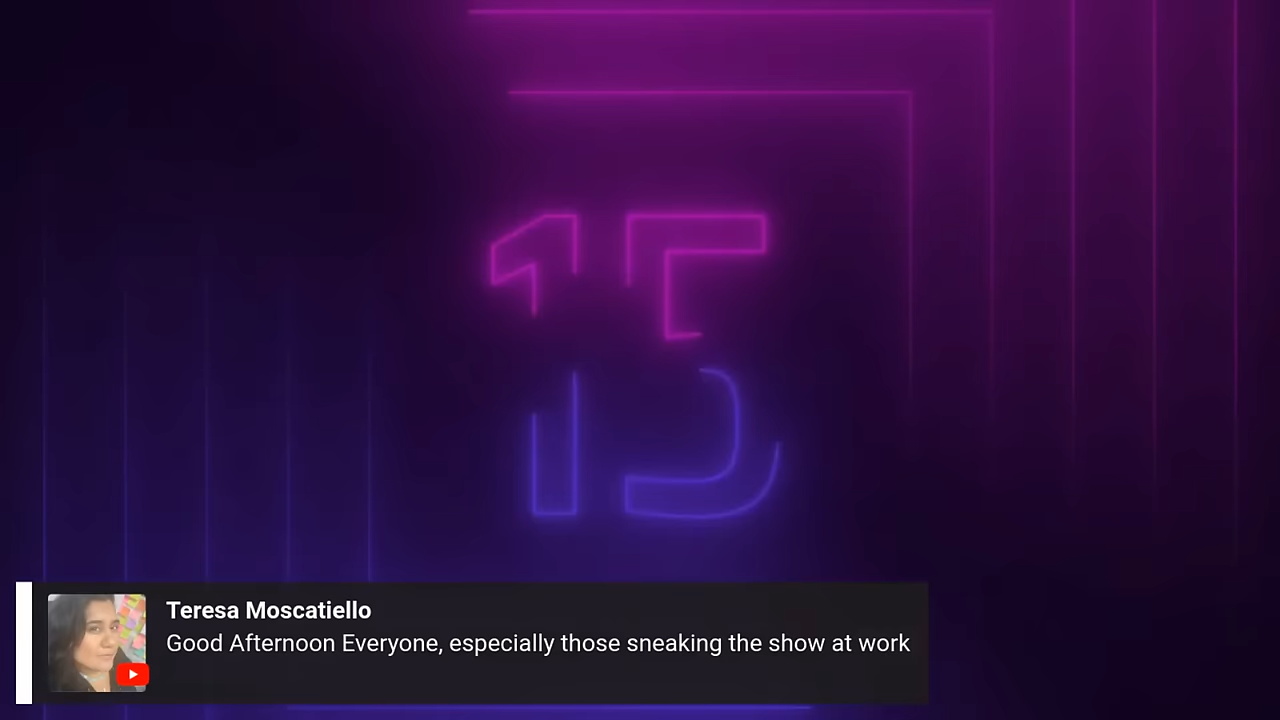 15
Teresa Moscatiello
Good Afternoon Everyone, especially those sneaking the show at work